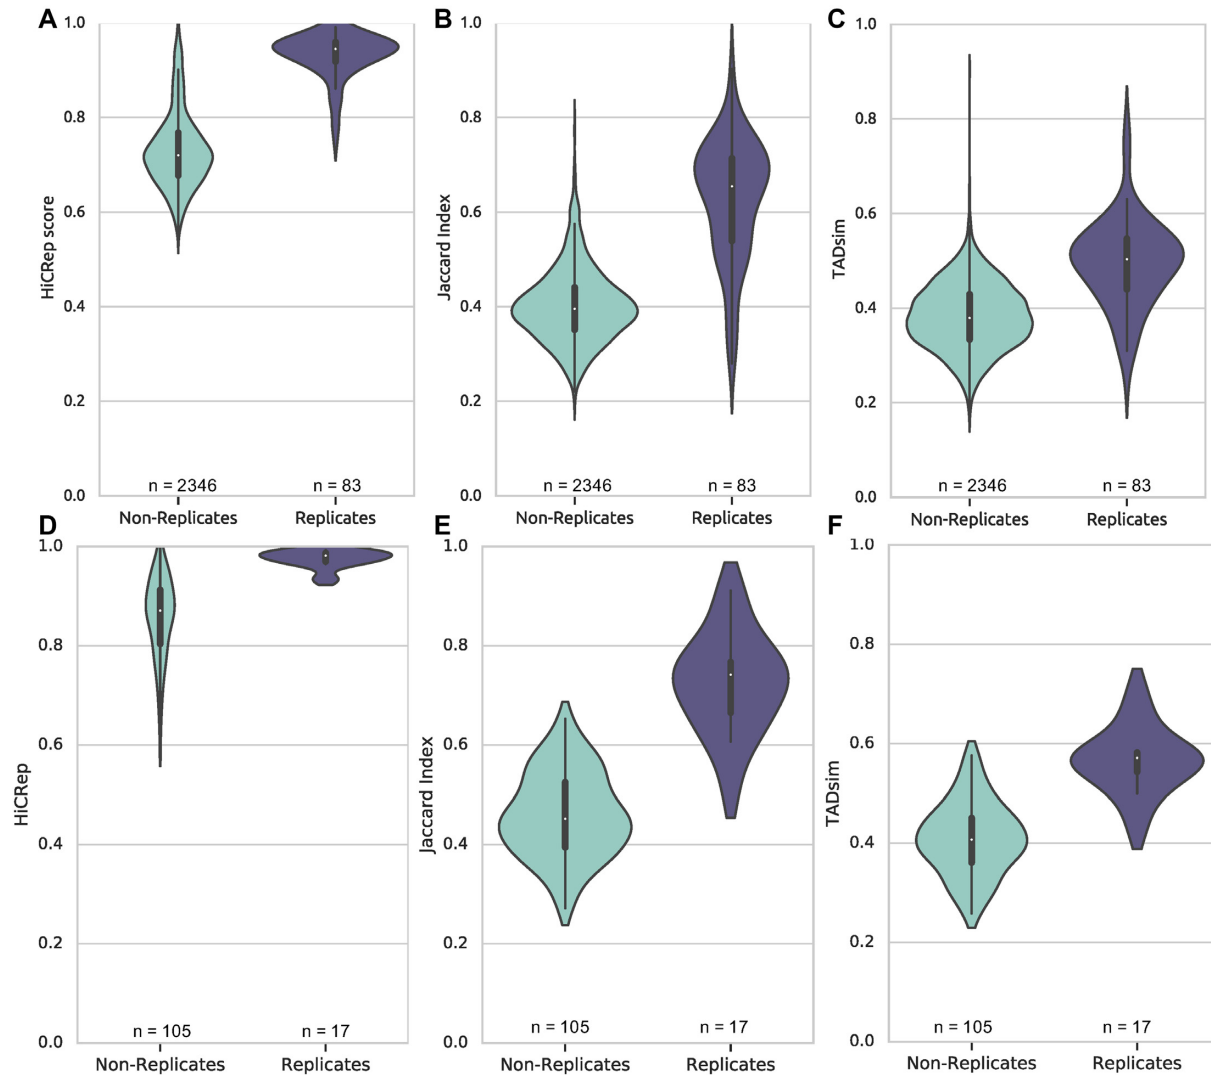 A
HiCRep score
1.0
0.8
0.6
0.4
0.2
0.0
n = 2346
n = 83
Non-Replicates
Replicates
B
Jaccard Index
1.0
0.8
0.6
0.4
0.2
0.0
n = 2346
n = 83
Non-Replicates
Replicates
C
TADsim
1.0
0.8
0.6
0.4
0.2
0.0
n = 2346
n = 83
Non-Replicates
Replicates
D
HiCRep
1.0
0.8
0.6
0.4
0.2
0.0
n = 105
n = 17
Non-Replicates
Replicates
E
Jaccard Index
1.0
0.8
0.6
0.4
0.2
0.0
n = 105
n = 17
Non-Replicates
Replicates
F
TADsim
1.0
0.8
0.6
0.4
0.2
0.0
n = 105
n = 17
Non-Replicates
Replicates